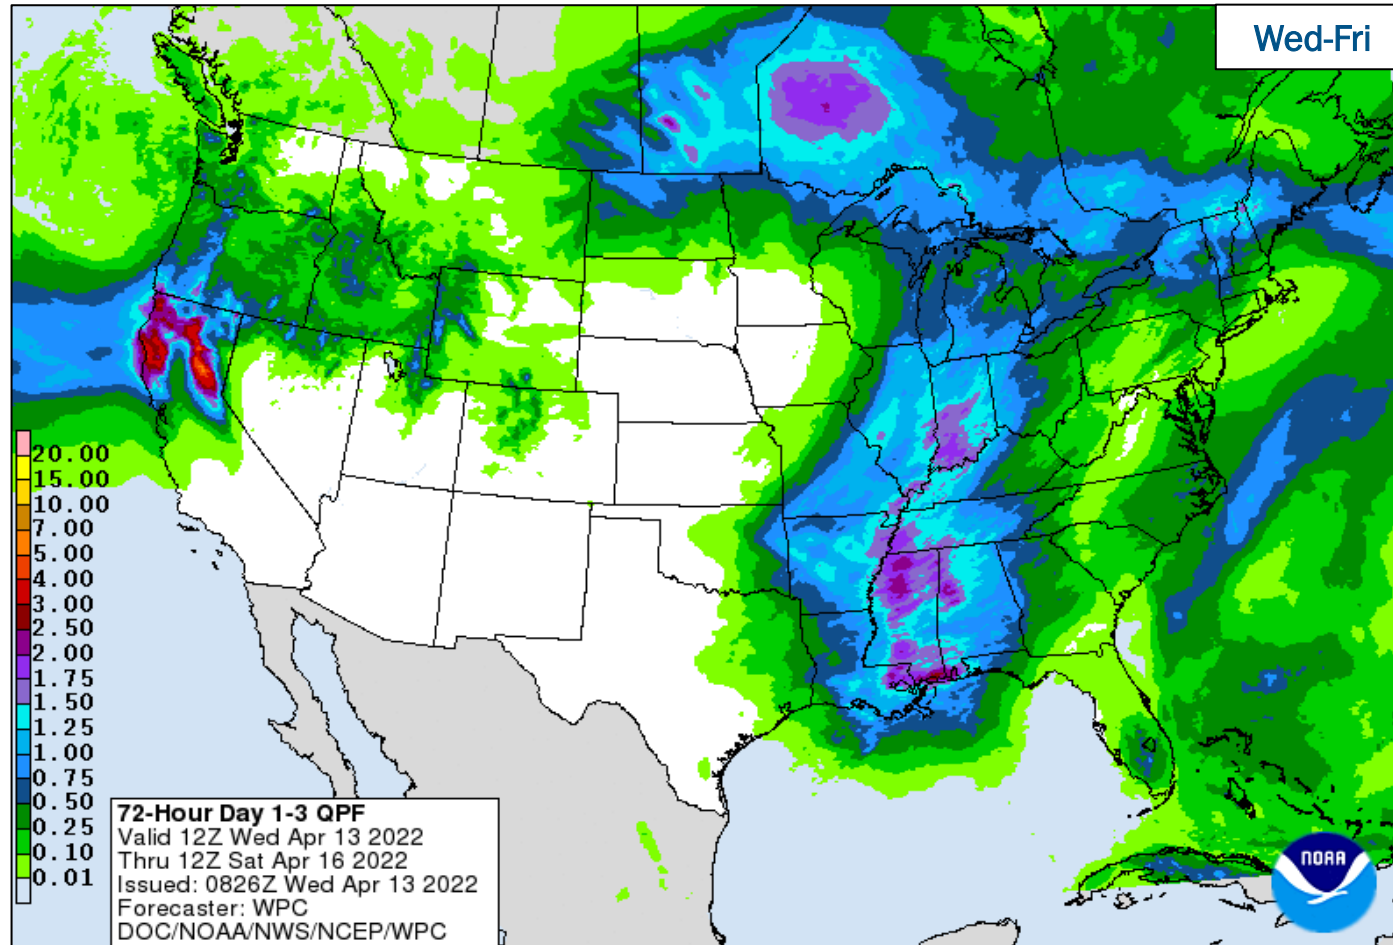 Wed-Fri
20.00
15.00
10.00
7.00
5.00
4.00
3.00
2.50
2.00
1.75
1.50
1.25
1.00
0.75
0.50
0.25
0.10
0.01
72-Hour Day 1-3 QPF
Valid 12Z Wed Apr 13 2022
Thru 12Z Sat Apr 16 2022
Issued: 0826Z Wed Apr 13 2022
Forecaster: WPC
DOC/NOAA/NWS/NCEP/WPC
NOAA